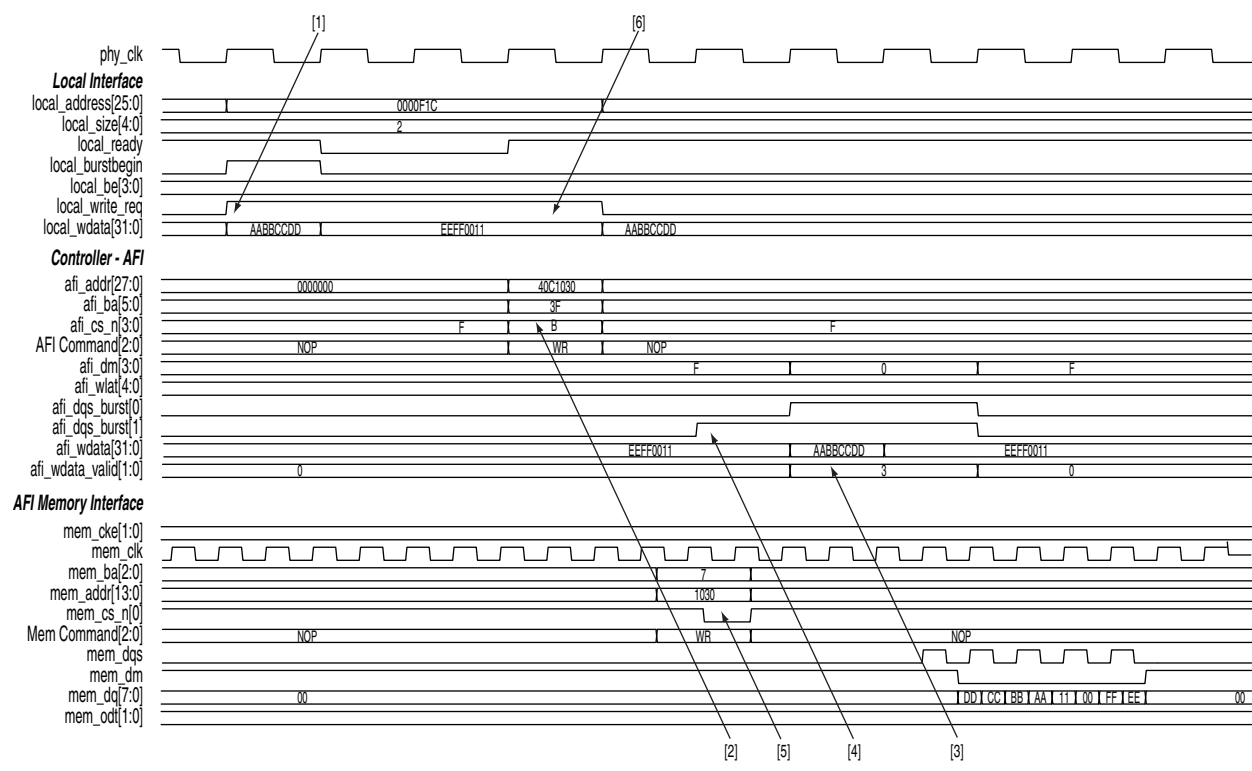 [1] [6]
phy_clk
Local Interface
local_address[25:0] 0000F1C
local_size[4:0] 2
local_ready
local_burstbegin
local_be[3:0]
local_write_req
local_wdata[31:0] AABBCCDD EEFF0011 AABBCCDD
Controller - AFI
afi_addr[27:0] 0000000 40C1030
afi_ba[5:0] 3F
afi_cs_n[3:0] F B F
AFI Command[2:0] NOP WR NOP
afi_dm[3:0] F 0 F
afi_wlat[4:0]
afi_dqs_burst[0]
afi_dqs_burst[1]
afi_wdata[31:0] EEFF0011 AABBCCDD EEFF0011
afi_wdata_valid[1:0] 0 3 0
AFI Memory Interface
mem_cke[1:0]
mem_clk
mem_ba[2:0] 7
mem_addr[13:0] 1030
mem_cs_n[0]
Mem Command[2:0] NOP WR NOP
mem_dqs
mem_dm
mem_dq[7:0] 00 DD CC BB AA 11 00 FF EE 00
mem_odt[1:0]
[2] [5] [4] [3]